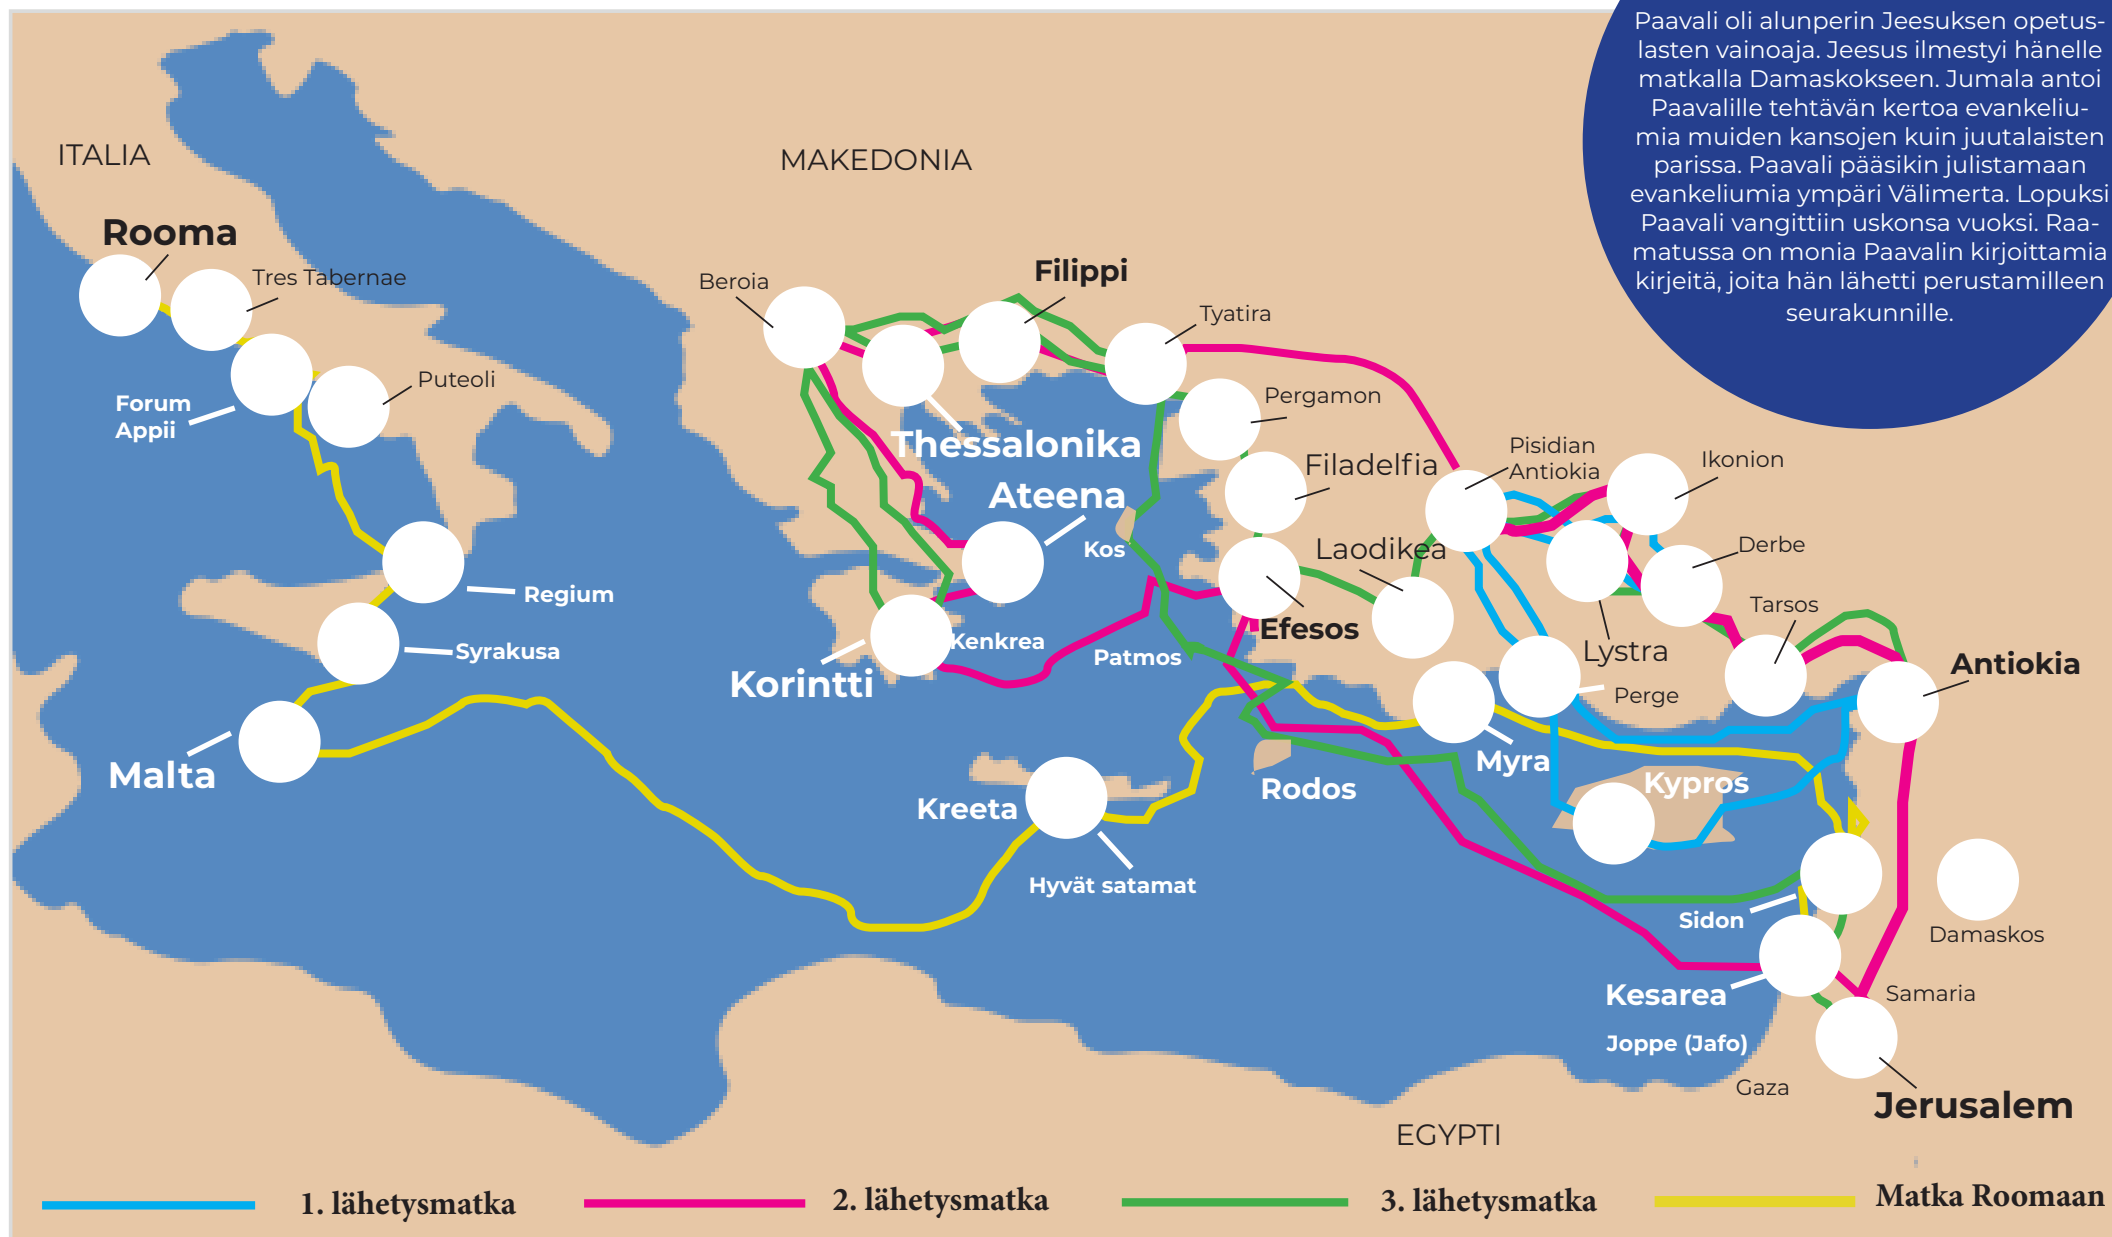 Paavali oli alunperin Jeesuksen opetus-
lasten vainoaja. Jeesus ilmestyi hänelle
matkalla Damaskokseen. Jumala antoi
Paavalille tehtävän kertoa evankeliu-
mia muiden kansojen kuin juutalaisten
parissa. Paavali pääsikin julistamaan
evankeliumia ympäri Välimerta. Lopuksi
Paavali vangittiin uskonsa vuoksi. Raa-
matussa on monia Paavalin kirjoittamia
kirjeitä, joita hän lähetti perustamilleen
seurakunnille.
ITALIA
MAKEDONIA
Rooma
Tres Tabernae
Forum
Appii
Puteoli
Regium
Syrakusa
Malta
Beroia
Filippi
Tyatira
Thessalonika
Pergamon
Ateena
Filadelfia
Pisidian
Antiokia
Ikonion
Kos
Laodikea
Derbe
Tarsos
Efesos
Kenkrea
Patmos
Korintti
Lystra
Perge
Antiokia
Myra
Kypros
Rodos
Kreeta
Hyvät satamat
Sidon
Damaskos
Kesarea
Samaria
Joppe (Jafo)
Gaza
Jerusalem
EGYPTI
1. lähetysmatka
2. lähetysmatka
3. lähetysmatka
Matka Roomaan